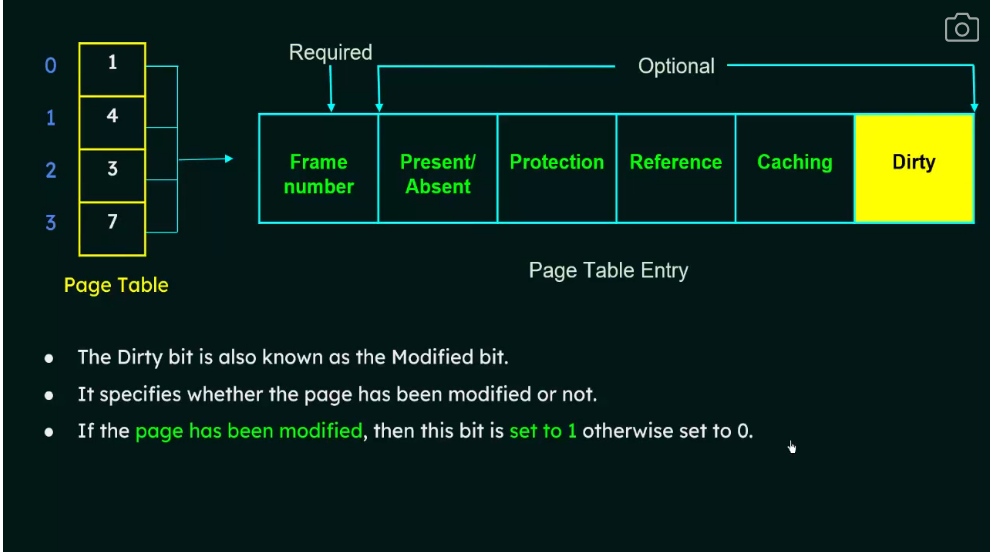 Required
Optional
0 1
1 4
2 3
3 7
Frame number
Present/ Absent
Protection
Reference
Caching
Dirty
Page Table
Page Table Entry
● The Dirty bit is also known as the Modified bit.
● It specifies whether the page has been modified or not.
● If the page has been modified, then this bit is set to 1 otherwise set to 0.